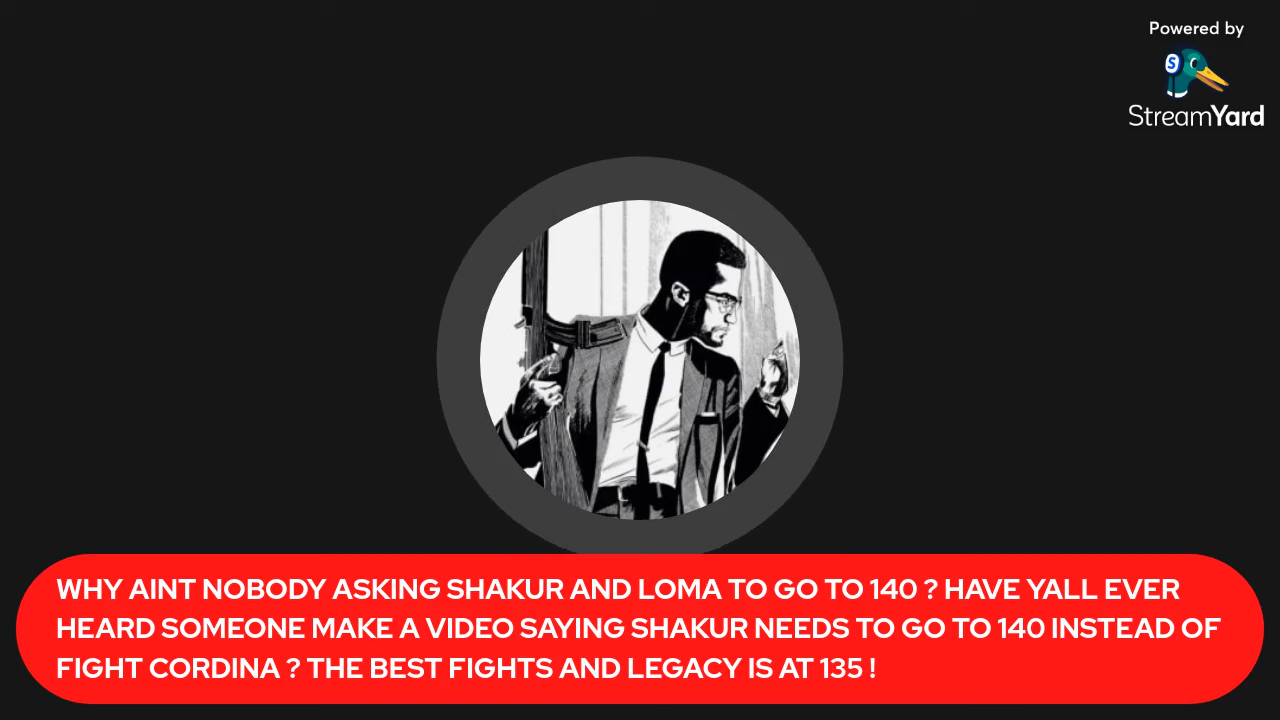 Powered by
S
StreamYard
WHY AINT NOBODY ASKING SHAKUR AND LOMA TO GO TO 140 ? HAVE YALL EVER
HEARD SOMEONE MAKE A VIDEO SAYING SHAKUR NEEDS TO GO TO 140 INSTEAD OF
FIGHT CORDINA ? THE BEST FIGHTS AND LEGACY IS AT 135 !